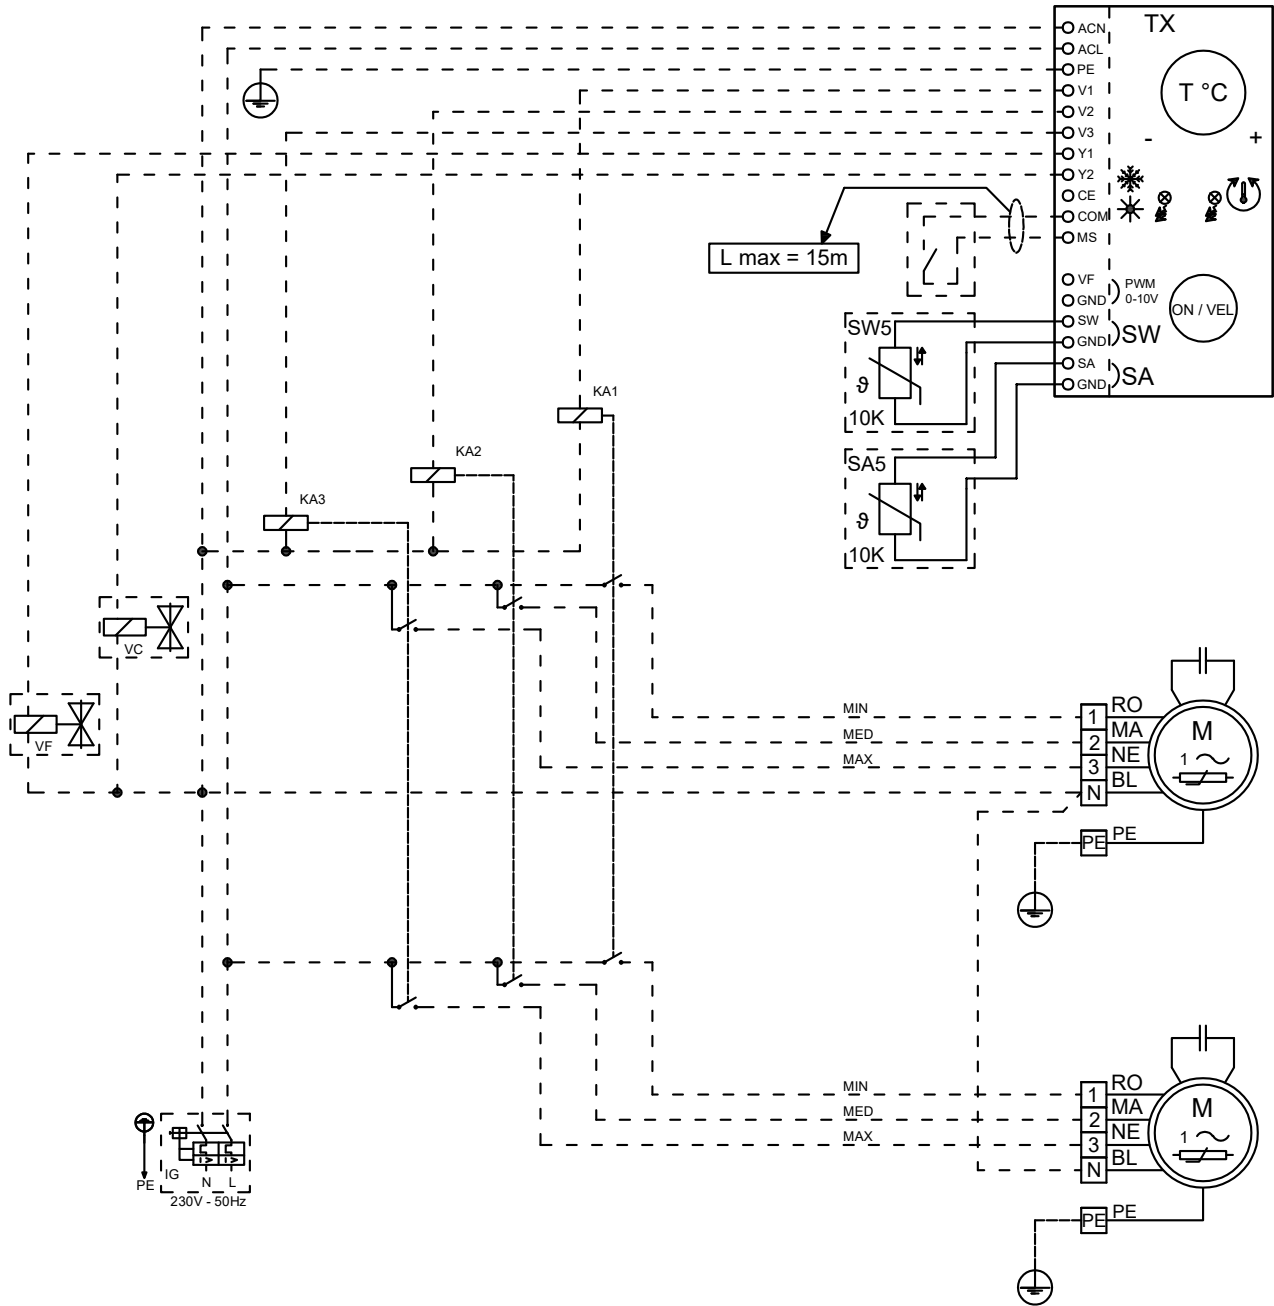 TX
ACN
ACL
PE
V1
V2
V3
Y1
Y2
CE
COM
MS
VF
GND
SW
GND
SA
GND
T °C
- +
PWM
0-10V
ON / VEL
SW
SA
L max = 15m
SW5
ϑ
10K
SA5
ϑ
10K
KA1
KA2
KA3
VC
VF
MIN
MED
MAX
1 RO
2 MA
3 NE
N BL
PE PE
M
1
MIN
MED
MAX
1 RO
2 MA
3 NE
N BL
PE PE
M
1
PE
IG
N L
230V - 50Hz